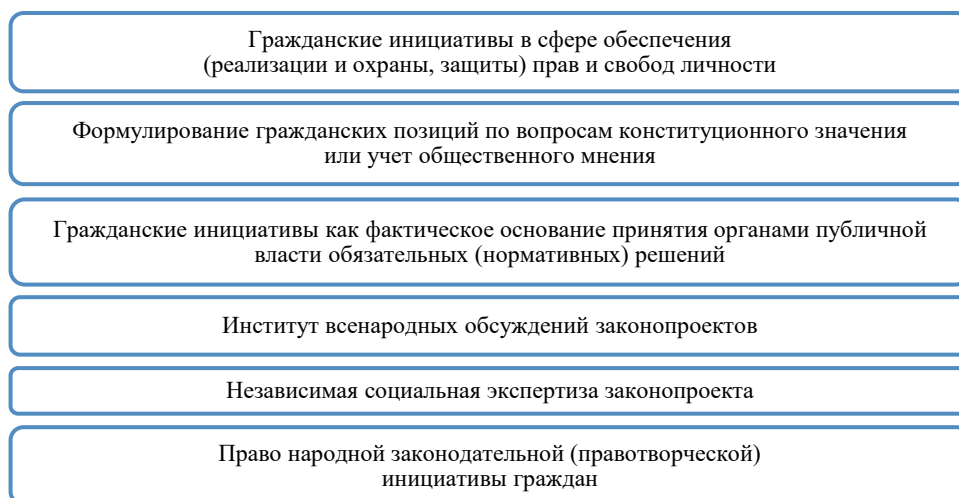 Гражданские инициативы в сфере обеспечения
(реализации и охраны, защиты) прав и свобод личности
Формулирование гражданских позиций по вопросам конституционного значения
или учет общественного мнения
Гражданские инициативы как фактическое основание принятия органами публичной
власти обязательных (нормативных) решений
Институт всенародных обсуждений законопроектов
Независимая социальная экспертиза законопроекта
Право народной законодательной (правотворческой)
инициативы граждан